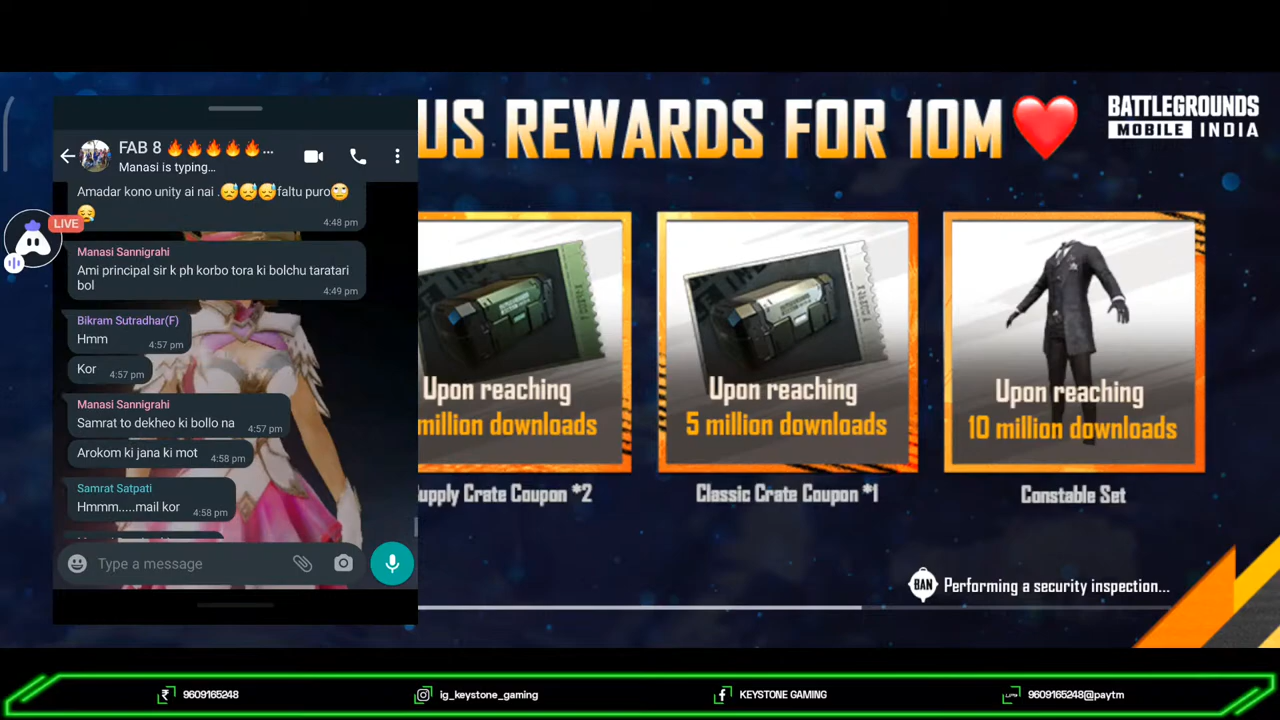 US REWARDS FOR 10M❤️
BATTLEGROUNDS
MOBILE INDIA
FAB 8 🔥🔥🔥🔥🔥...
Manasi is typing...
Amadar kono unity ai nai .😥😥😥faltu puro🙄
😥
4:48 pm
LIVE
Manasi Sannigrahi
Ami principal sir k ph korbo tora ki bolchu taratari
bol
4:49 pm
Bikram Sutradhar(F)
Hmm
4:57 pm
Kor 4:57 pm
Manasi Sannigrahi
Samrat to dekheo ki bollo na 4:57 pm
Arokom ki jana ki mot 4:58 pm
Samrat Satpati
Hmmm.....mail kor 4:58 pm
Type a message
Upon reaching
million downloads
upply Crate Coupon *2
Upon reaching
5 million downloads
Classic Crate Coupon *1
Upon reaching
10 million downloads
Constable Set
BAN Performing a security inspection...
₹ 9609165248
ig_keystone_gaming
KEYSTONE GAMING
9609165248@paytm